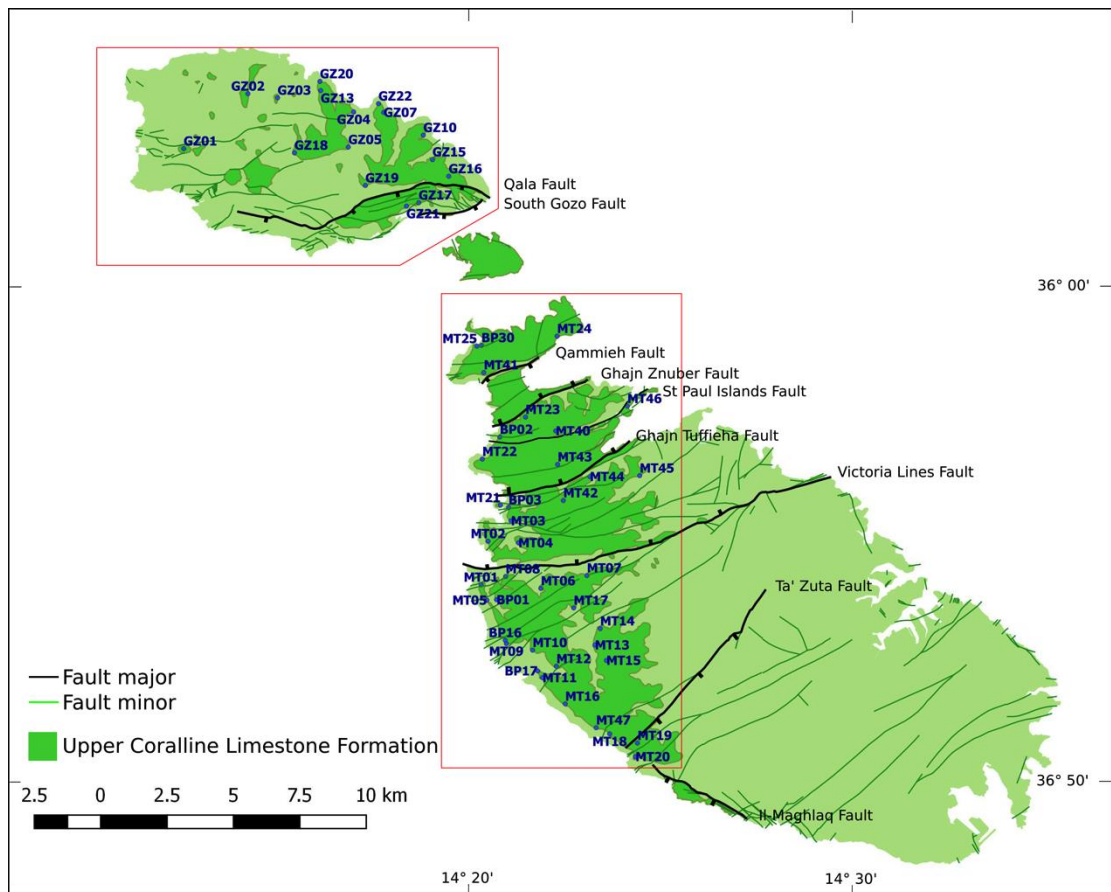 GZ20
GZ02
GZ03
GZ13
GZ22
GZ04
GZ07
GZ10
GZ01
GZ18
GZ05
GZ15
GZ16
GZ19
Qala Fault
GZ17
South Gozo Fault
GZ21
36° 00'
MT24
MT25
BP30
Qammieh Fault
MT41
Ghajn Znuber Fault
St Paul Islands Fault
MT46
MT23
BP02
MT40
Ghajn Tuffieha Fault
MT22
MT43
MT45
Victoria Lines Fault
MT44
MT21
BP03
MT42
MT03
MT02
MT04
MT01
MT08
MT07
MT06
Ta' Zuta Fault
MT05
BP01
MT17
MT14
BP16
MT10
MT13
MT09
MT12
MT15
BP17
MT11
Fault major
MT16
Fault minor
MT47
MT18
MT19
Upper Coralline Limestone Formation
MT20
36° 50'
2.5 0 2.5 5 7.5 10 km
Il-Maghlaq Fault
14° 20'
14° 30'